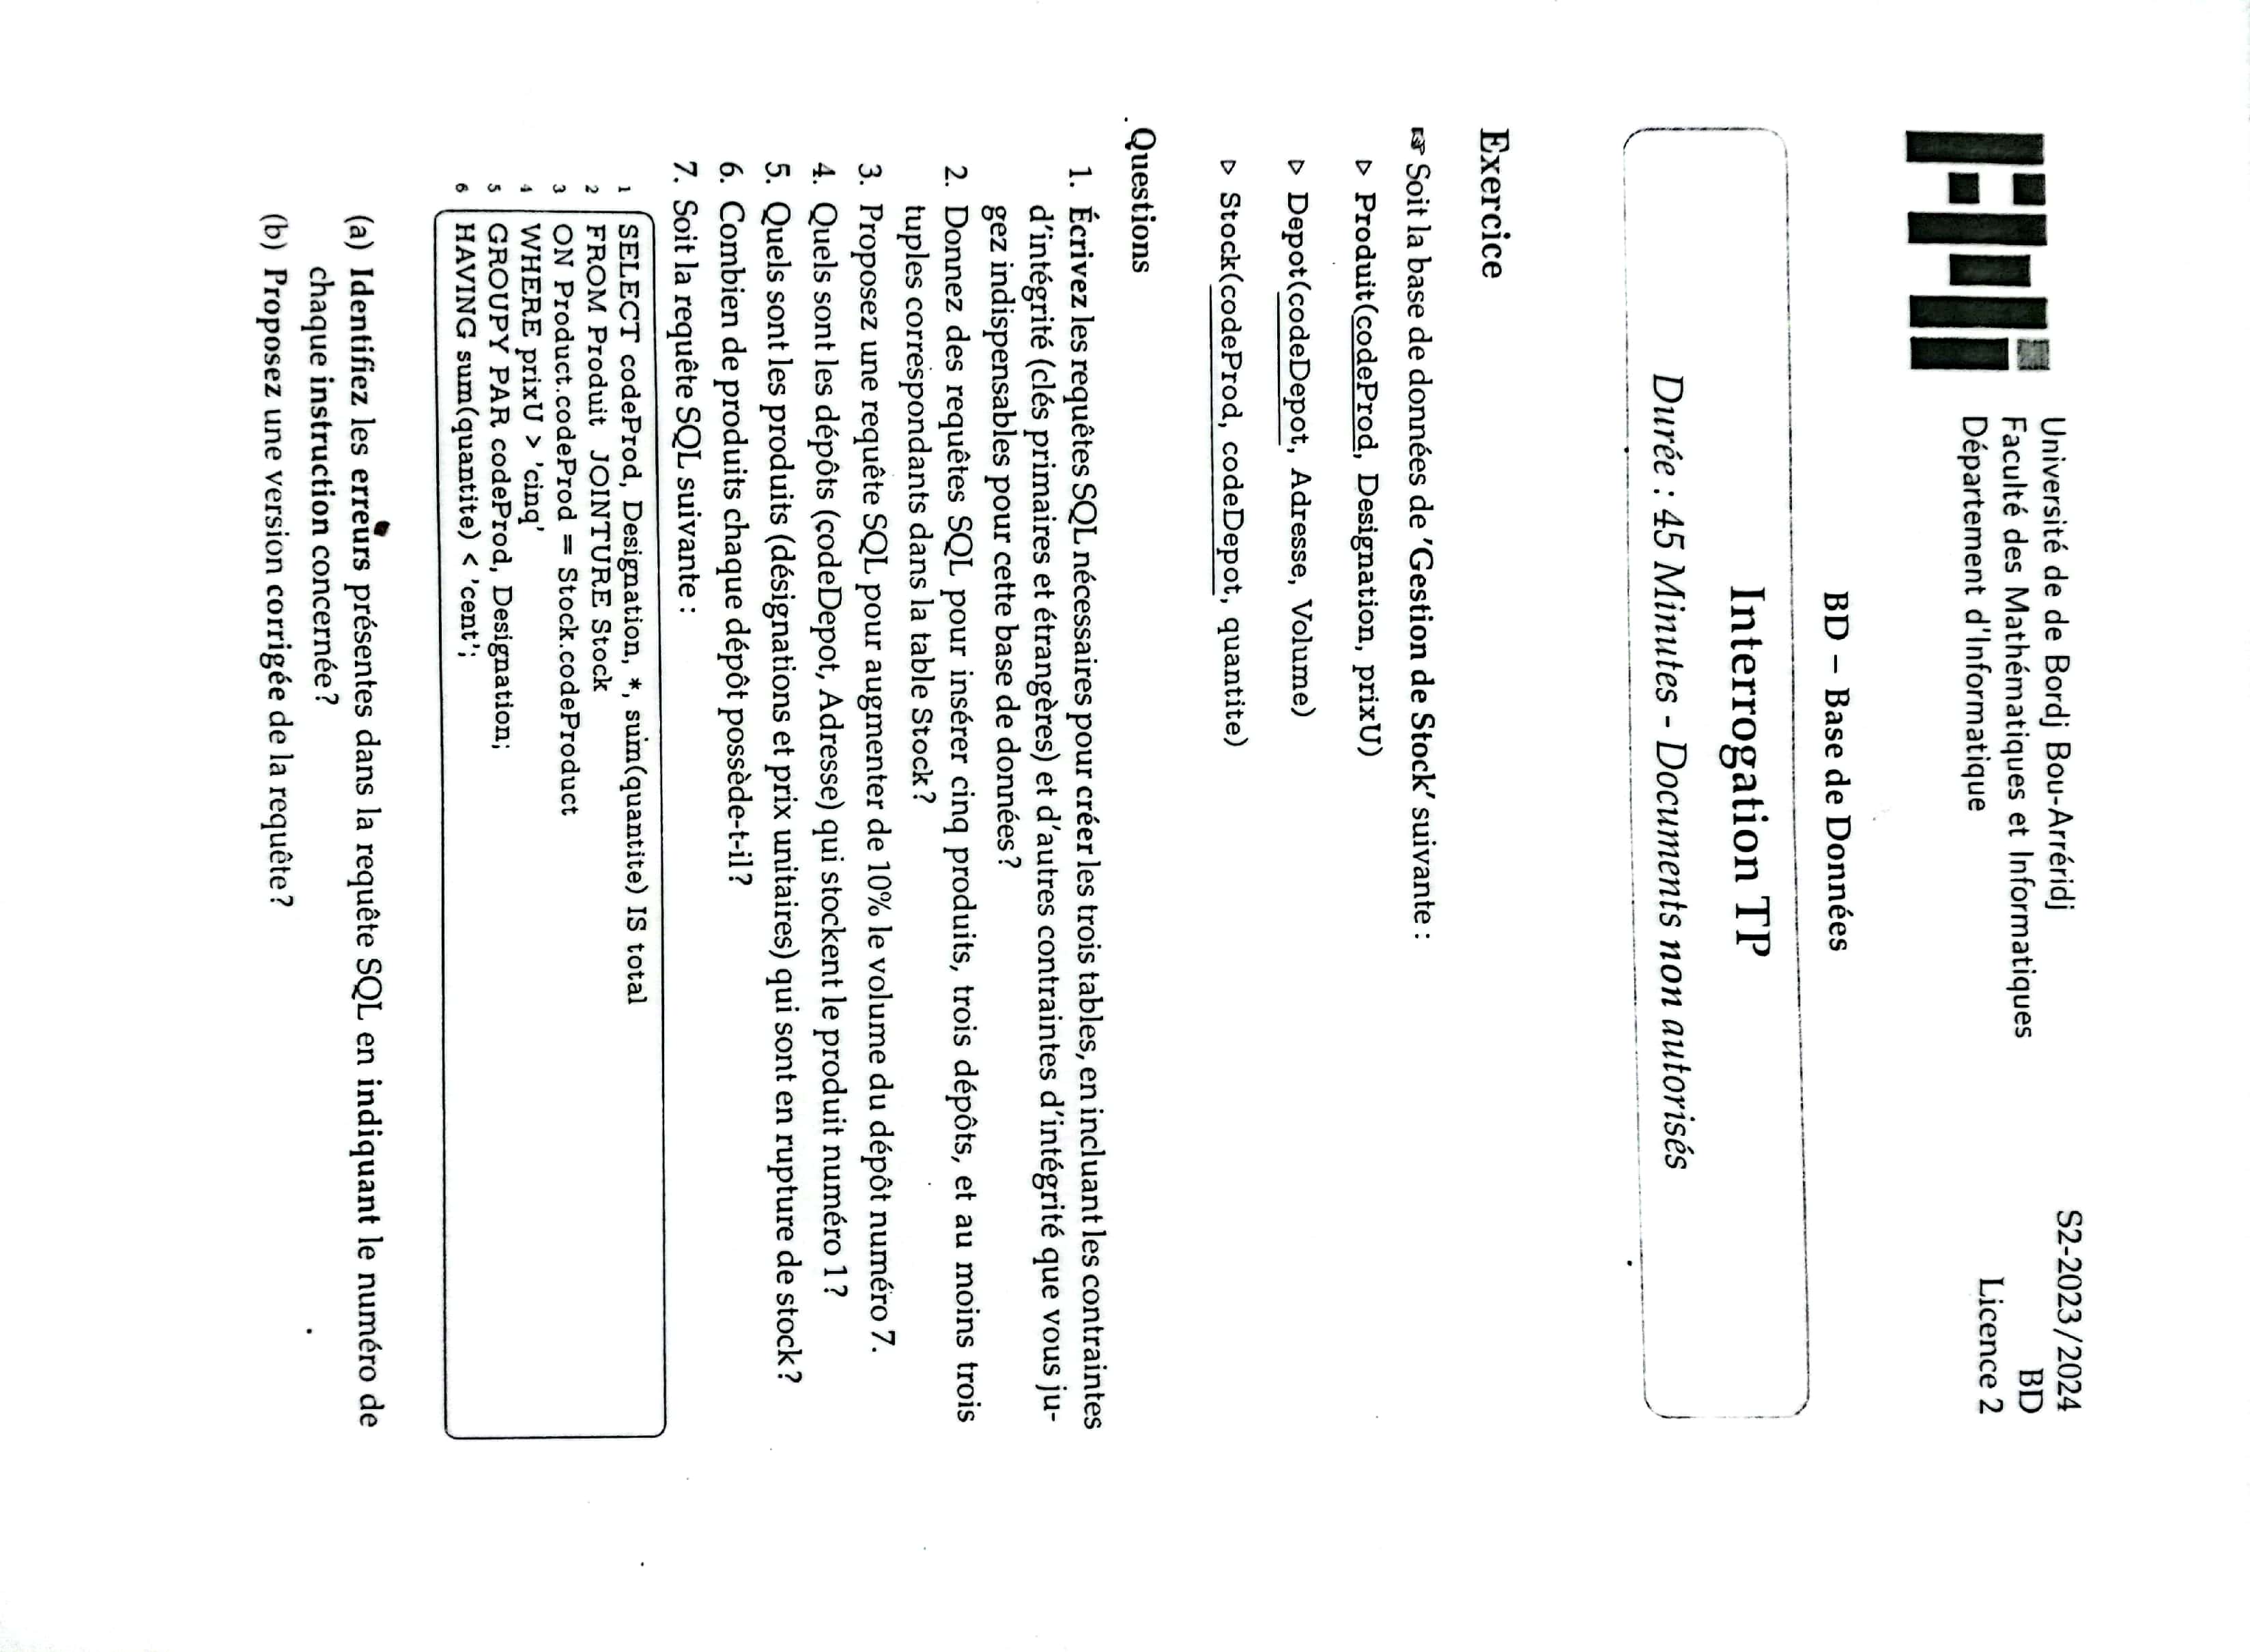 Université de de Bordj Bou-Arréridj
Faculté des Mathématiques et Informatiques
Département d'Informatique
S2-2023/2024
BD
Licence 2
BD – Base de Données
Interrogation TP
Durée : 45 Minutes - Documents non autorisés
Exercice
☞ Soit la base de données de 'Gestion de Stock' suivante :
▷ Produit(codeProd, Designation, prixU)
▷ Depot(codeDepot, Adresse, Volume)
▷ Stock(codeProd, codeDepot, quantite)
Questions
1. Écrivez les requêtes SQL nécessaires pour créer les trois tables, en incluant les contraintes
d'intégrité (clés primaires et étrangères) et d'autres contraintes d'intégrité que vous ju-
gez indispensables pour cette base de données?
2. Donnez des requêtes SQL pour insérer cinq produits, trois dépôts, et au moins trois
tuples correspondants dans la table Stock?
3. Proposez une requête SQL pour augmenter de 10% le volume du dépôt numéro 7.
4. Quels sont les dépôts (codeDepot, Adresse) qui stockent le produit numéro 1?
5. Quels sont les produits (désignations et prix unitaires) qui sont en rupture de stock?
6. Combien de produits chaque dépôt possède-t-il?
7. Soit la requête SQL suivante :
1 SELECT codeProd, Designation, *, suim(quantite) IS total
2 FROM Produit JOINTURE Stock
3 ON Product.codeProd == Stock.codeProduct
4 WHERE prixU > 'cinq'
5 GROUPY PAR codeProd, Designation;
6 HAVING sum(quantite) < 'cent';
(a) Identifiez les erreurs présentes dans la requête SQL en indiquant le numéro de
chaque instruction concernée?
(b) Proposez une version corrigée de la requête?